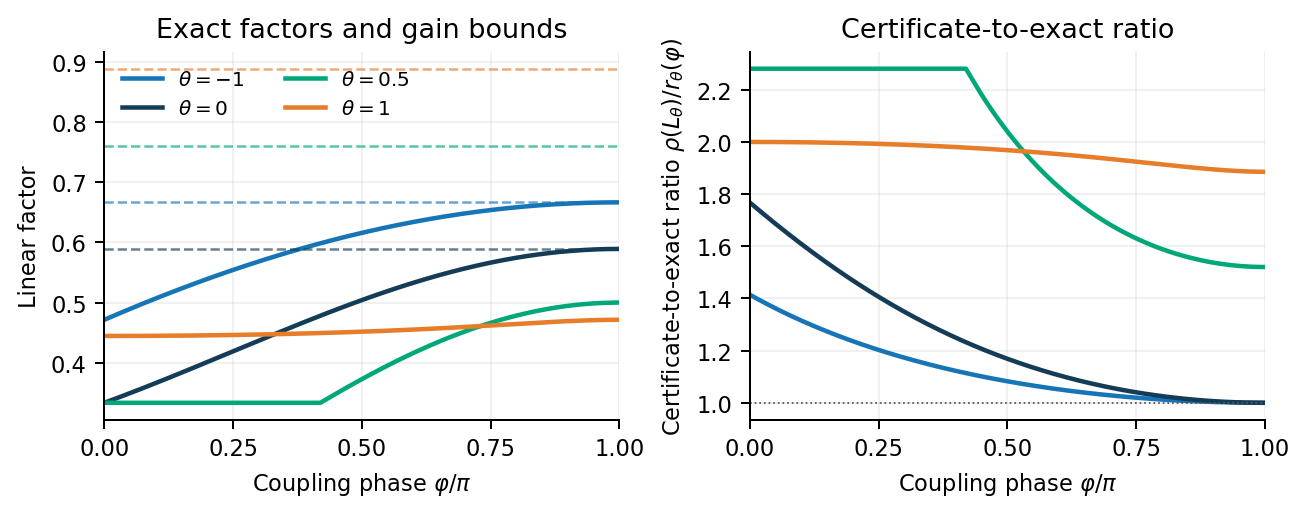 Exact factors and gain bounds
Linear factor
0.9
0.8
0.7
0.6
0.5
0.4
θ = −1
θ = 0
θ = 0.5
θ = 1
0.00
0.25
0.50
0.75
1.00
Coupling phase φ/π
Certificate-to-exact ratio
Certificate-to-exact ratio ρ(L_θ)/r_θ(φ)
2.2
2.0
1.8
1.6
1.4
1.2
1.0
0.00
0.25
0.50
0.75
1.00
Coupling phase φ/π